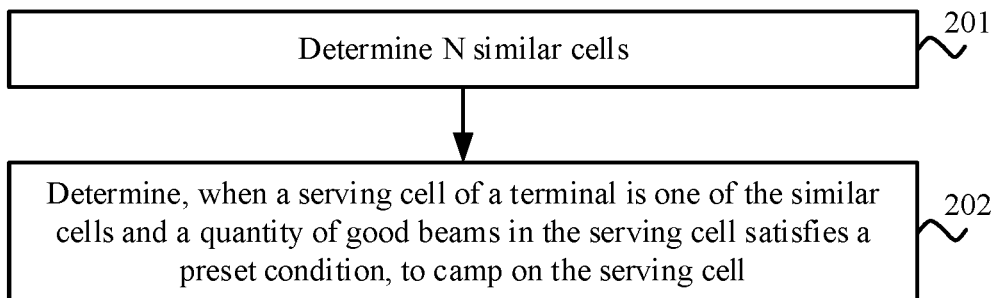 201
Determine N similar cells
Determine, when a serving cell of a terminal is one of the similar
cells and a quantity of good beams in the serving cell satisfies a
preset condition, to camp on the serving cell
202